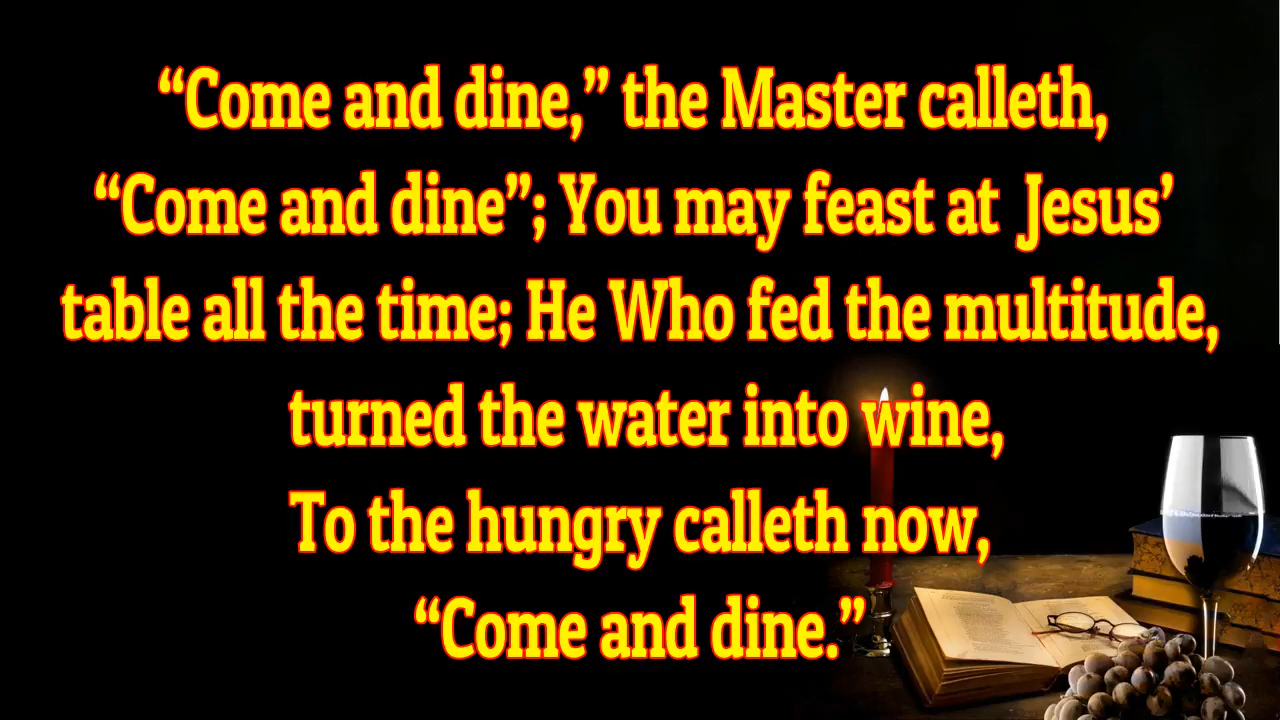 “Come and dine,” the Master calleth,
“Come and dine”; You may feast at Jesus’
table all the time; He Who fed the multitude,
turned the water into wine,
To the hungry calleth now,
“Come and dine.”